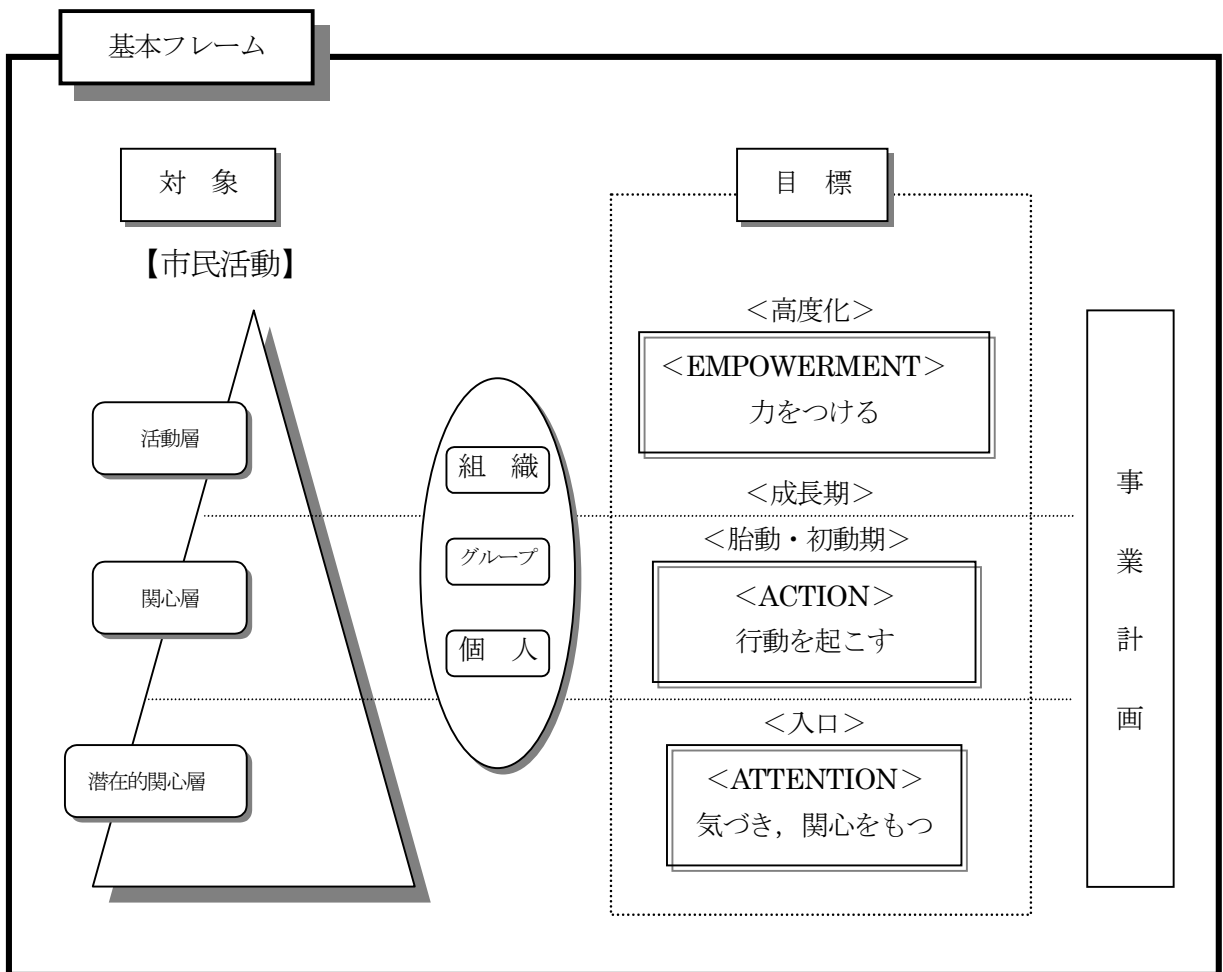 基本フレーム
対　象
目　標
【市民活動】
＜高度化＞
＜EMPOWERMENT＞
力をつける
活動層
組　織
＜成長期＞
＜胎動・初動期＞
グループ
＜ACTION＞
行動を起こす
関心層
個　人
＜入口＞
＜ATTENTION＞
気づき，関心をもつ
潜在的関心層
事業計画